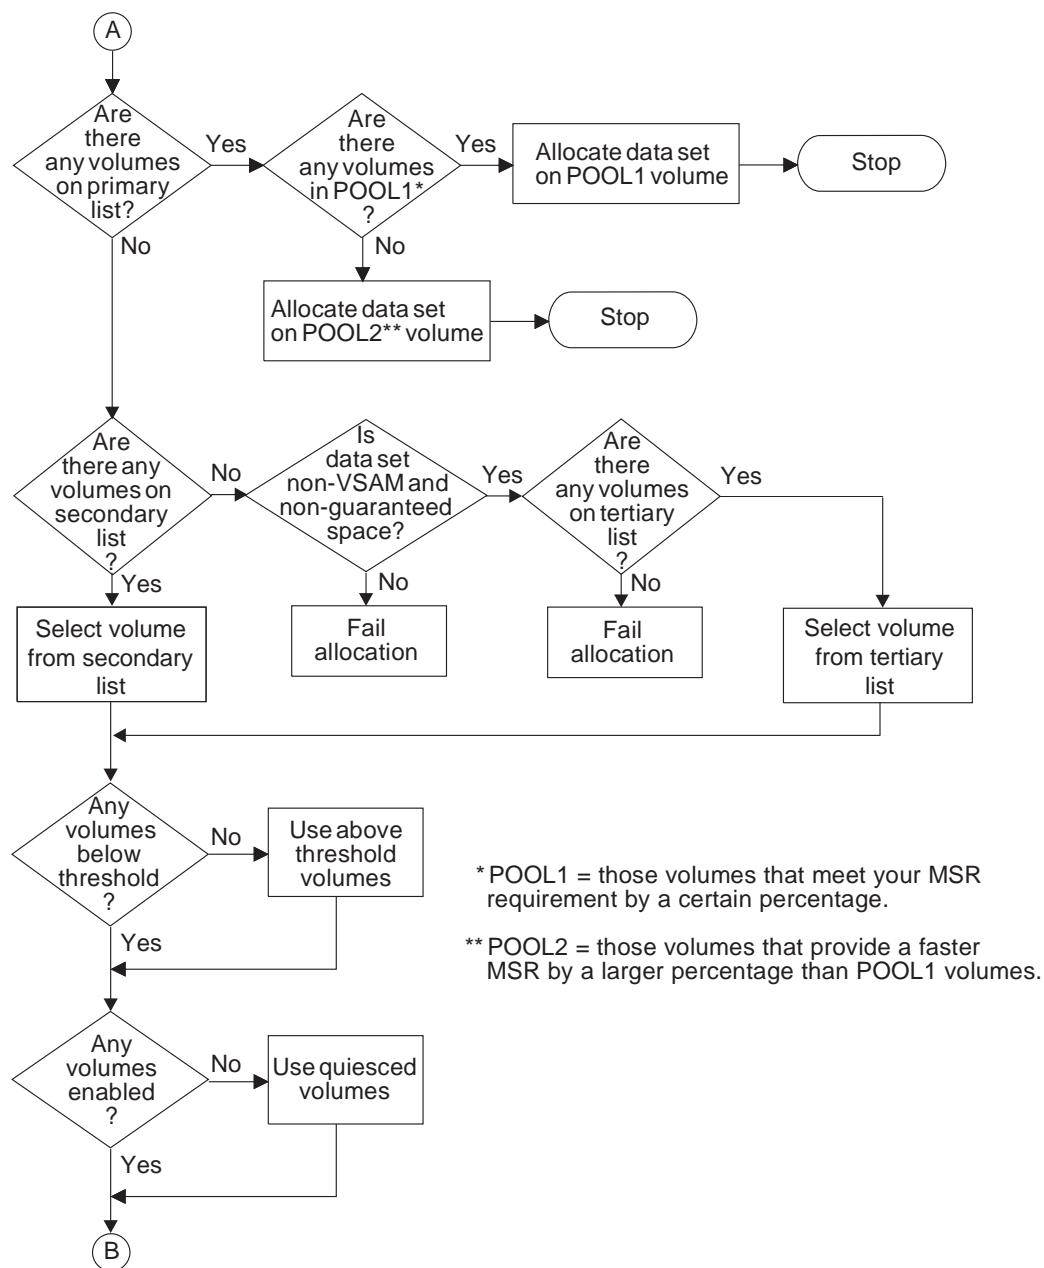 A
Are
there
any volumes
on primary
list?
Yes
No
Are
there
any volumes
in POOL1*
?
Yes
No
Allocate data set
on POOL1 volume
Stop
Allocate data set
on POOL2** volume
Stop
Are
there any
volumes on
secondary
list
?
No
Yes
Is
data set
non-VSAM and
non-guaranteed
space?
Yes
No
Are
there
any volumes
on tertiary
list
?
Yes
No
Select volume
from secondary
list
Fail
allocation
Fail
allocation
Select volume
from tertiary
list
Any
volumes
below
threshold
?
No
Yes
Use above
threshold
volumes
* POOL1 = those volumes that meet your MSR
requirement by a certain percentage.
** POOL2 = those volumes that provide a faster
MSR by a larger percentage than POOL1 volumes.
Any
volumes
enabled
?
No
Yes
Use quiesced
volumes
B